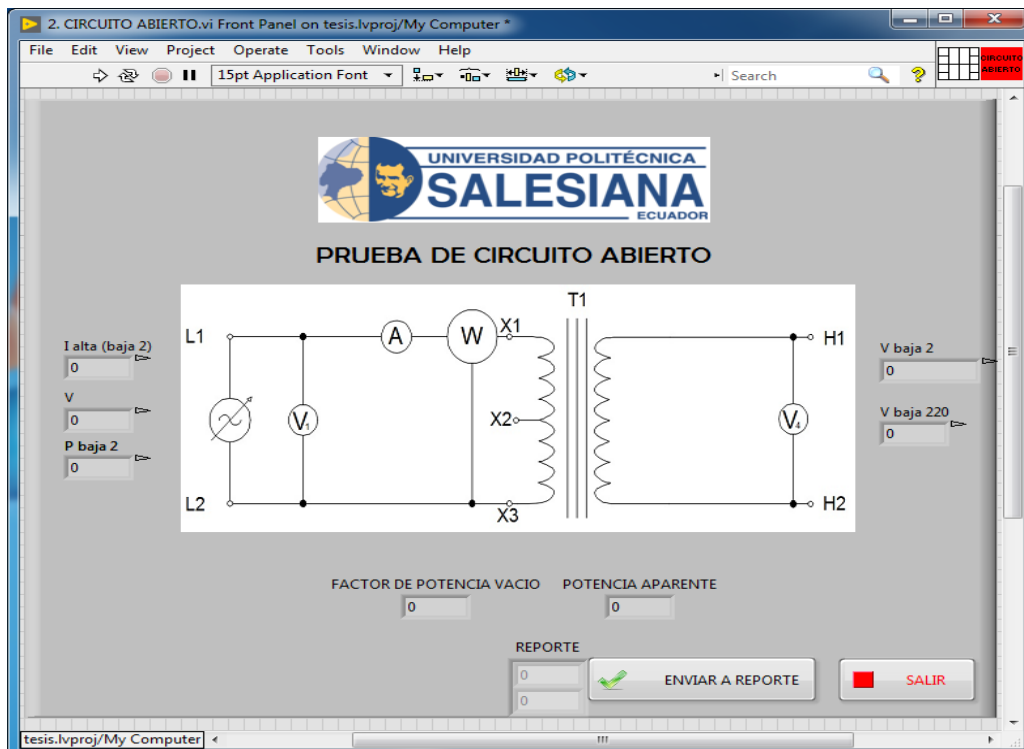 2. CIRCUITO ABIERTO.vi Front Panel on tesis.lvproj/My Computer *
File Edit View Project Operate Tools Window Help
15pt Application Font
Search
CIRCUITO
ABIERTO
UNIVERSIDAD POLITÉCNICA
SALESIANA
ECUADOR
PRUEBA DE CIRCUITO ABIERTO
T1
L1
A
W
X1
H1
I alta (baja 2)
0
V
0
P baja 2
0
V1
X2
V4
V baja 2
0
V baja 220
0
L2
X3
H2
FACTOR DE POTENCIA VACIO
0
POTENCIA APARENTE
0
REPORTE
0
0
ENVIAR A REPORTE
SALIR
tesis.lvproj/My Computer